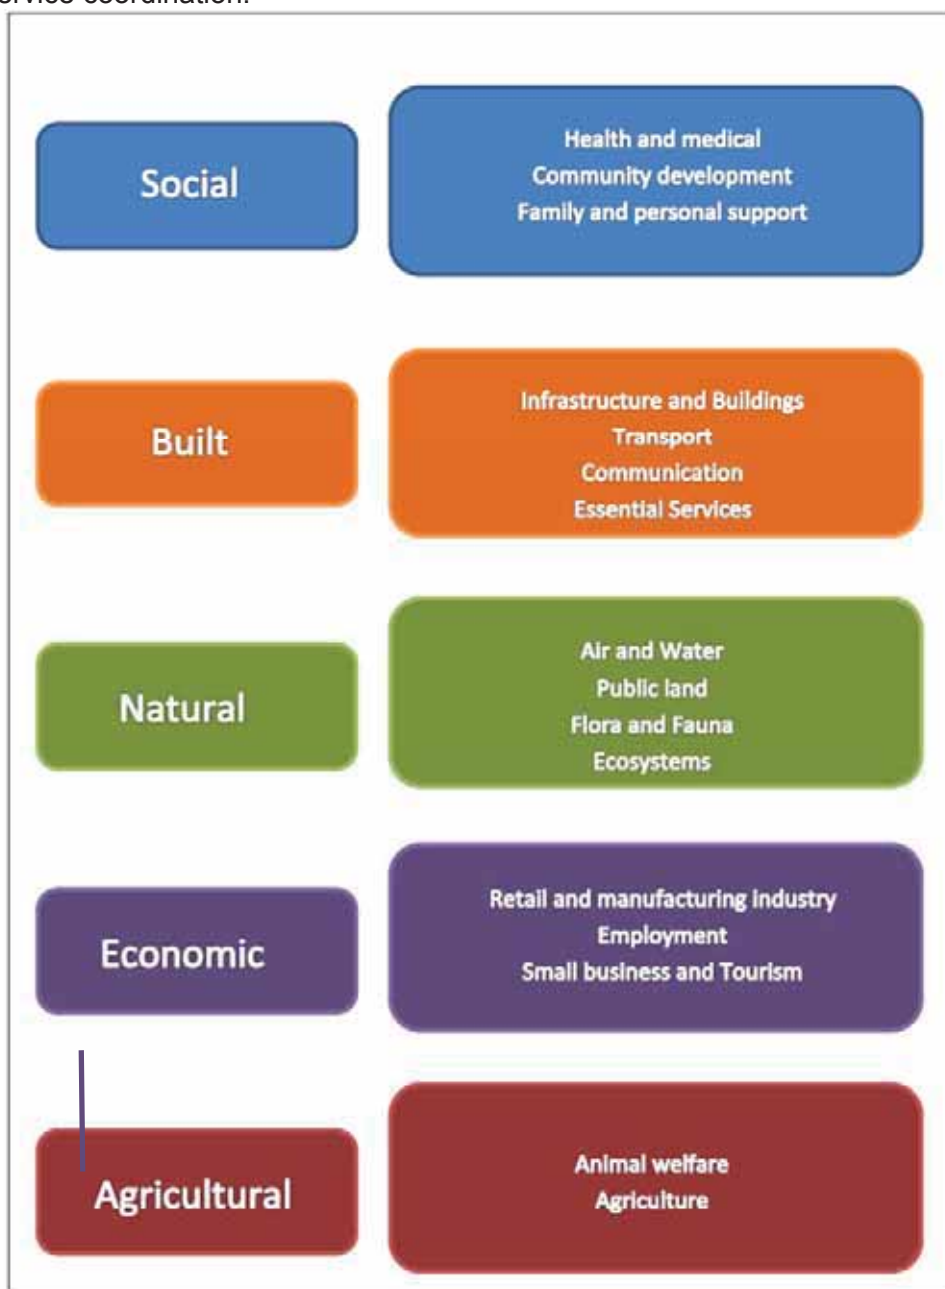 service coordination.
Social
Health and medical
Community development
Family and personal support
Built
Infrastructure and Buildings
Transport
Communication
Essential Services
Natural
Air and Water
Public land
Flora and Fauna
Ecosystems
Economic
Retail and manufacturing industry
Employment
Small business and Tourism
Agricultural
Animal welfare
Agriculture